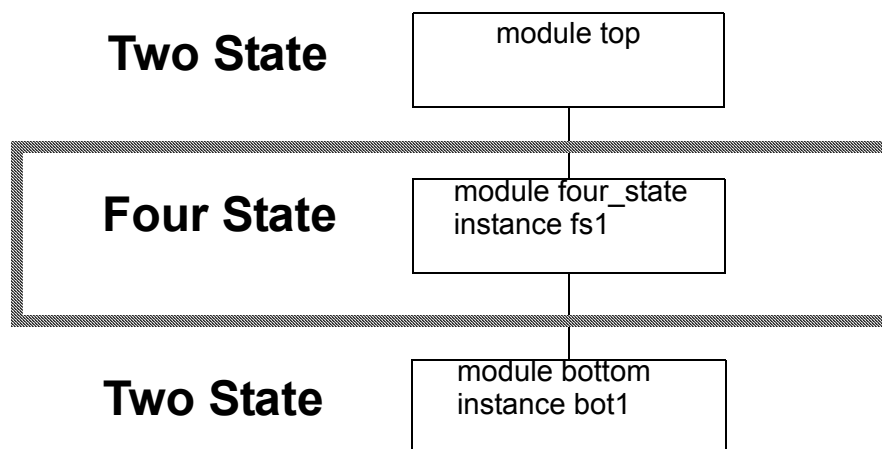 Two State
module top
Four State
module four_state
instance fs1
Two State
module bottom
instance bot1